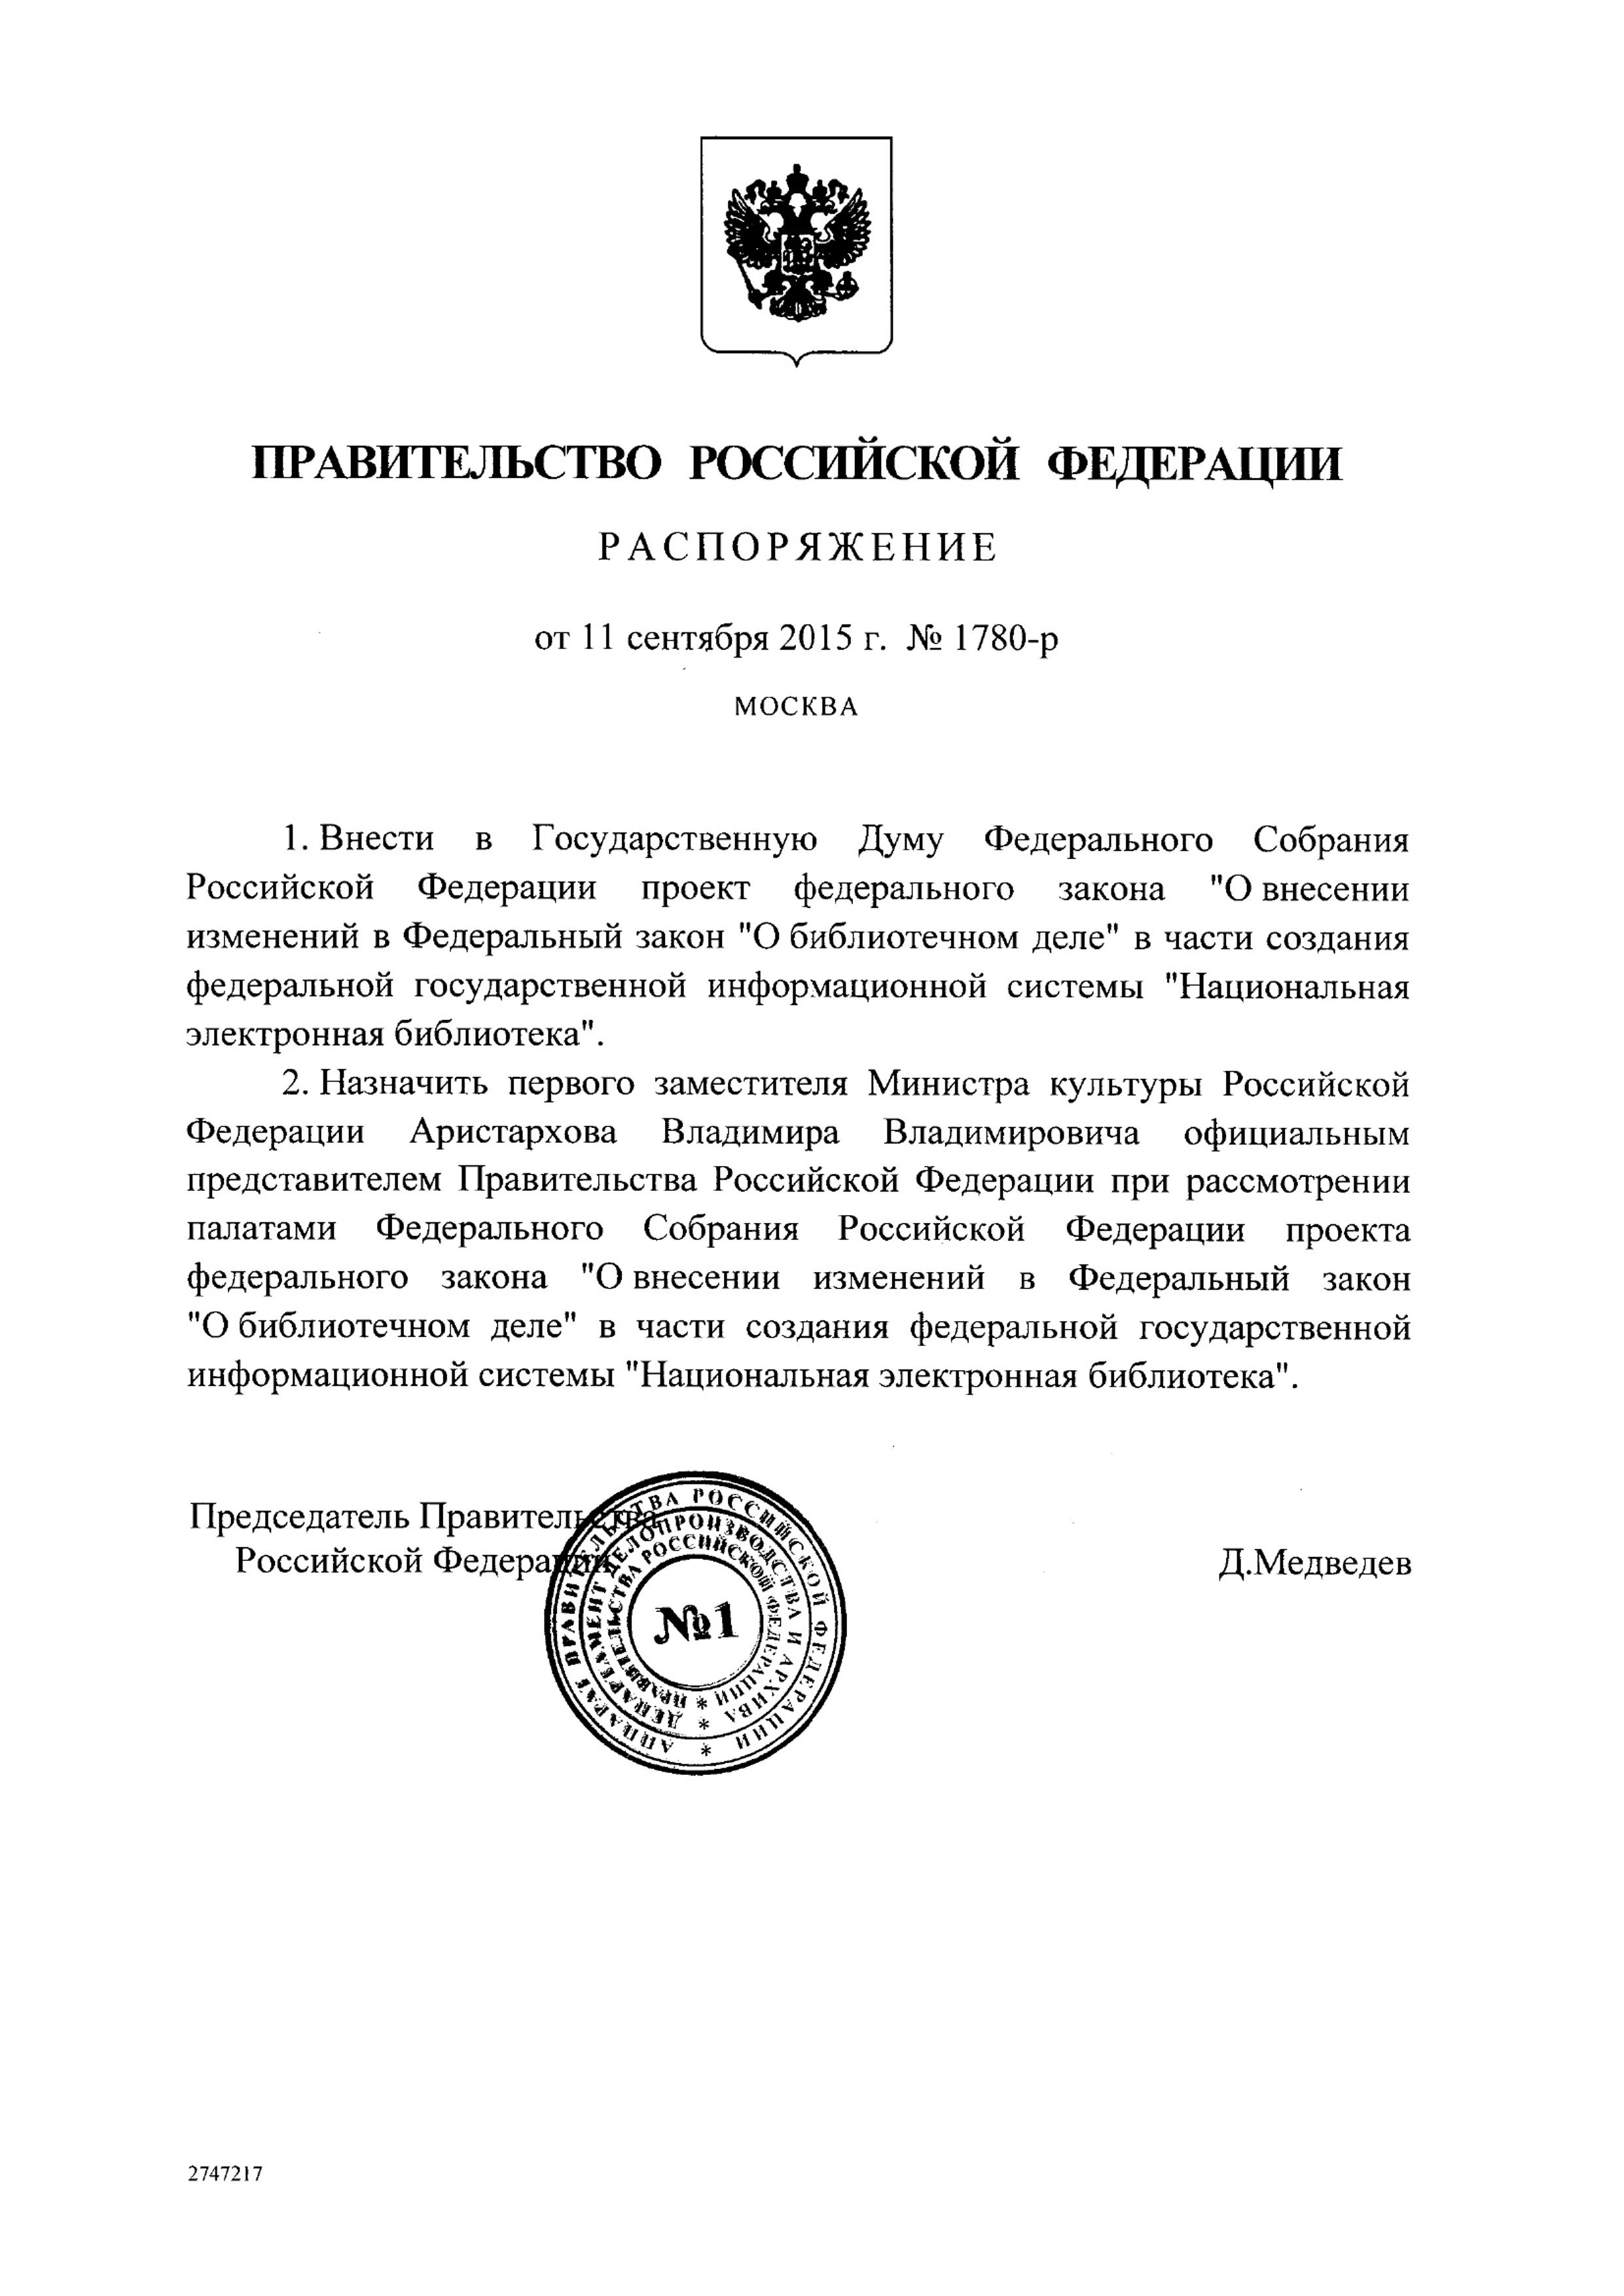 ПРАВИТЕЛЬСТВО РОССИЙСКОЙ ФЕДЕРАЦИИ
РАСПОРЯЖЕНИЕ
от 11 сентября 2015 г. № 1780-р
МОСКВА
1. Внести в Государственную Думу Федерального Собрания
Российской Федерации проект федерального закона "О внесении
изменений в Федеральный закон "О библиотечном деле" в части создания
федеральной государственной информационной системы "Национальная
электронная библиотека".
2. Назначить первого заместителя Министра культуры Российской
Федерации Аристархова Владимира Владимировича официальным
представителем Правительства Российской Федерации при рассмотрении
палатами Федерального Собрания Российской Федерации проекта
федерального закона "О внесении изменений в Федеральный закон
"О библиотечном деле" в части создания федеральной государственной
информационной системы "Национальная электронная библиотека".
Председатель Правительства
Российской Федерации
Д.Медведев
АППАРАТ ПРАВИТЕЛЬСТВА РОССИЙСКОЙ ФЕДЕРАЦИИ *
ДЕПАРТАМЕНТ ДЕЛОПРОИЗВОДСТВА И АРХИВА *
ПРАВИТЕЛЬСТВА РОССИЙСКОЙ ФЕДЕРАЦИИ *
№1
2747217